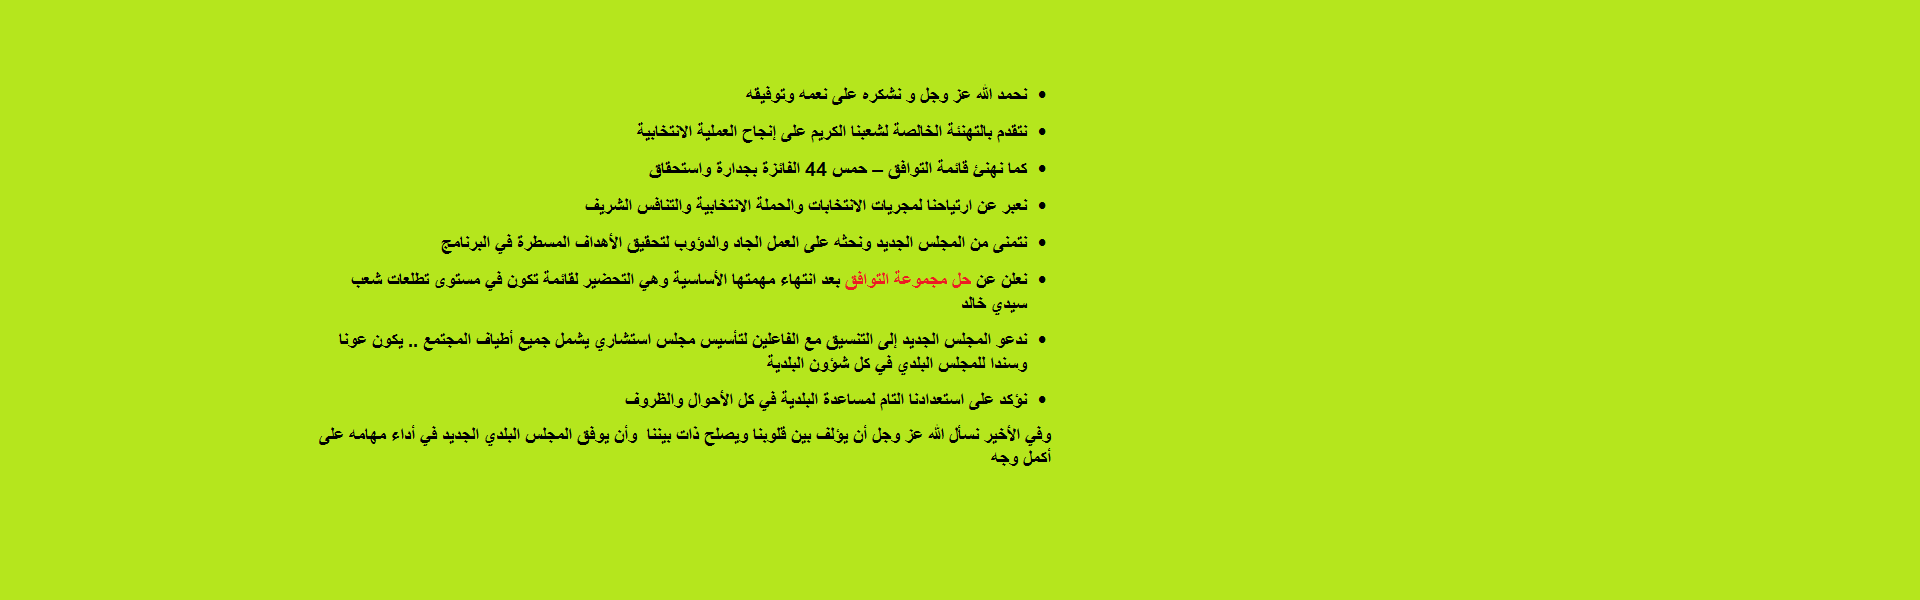 • نحمد الله عز وجل و نشكره على نعمه وتوفيقه
• نتقدم بالتهنئة الخالصة لشعبنا الكريم على إنجاح العملية الانتخابية
• كما نهنئ قائمة التوافق – حمس 44 الفائزة بجدارة واستحقاق
• نعبر عن ارتياحنا لمجريات الانتخابات والحملة الانتخابية والتنافس الشريف
• نتمنى من المجلس الجديد ونحثه على العمل الجاد والدؤوب لتحقيق الأهداف المسطرة في البرنامج
• نعلن عن حل مجموعة التوافق بعد انتهاء مهمتها الأساسية وهي التحضير لقائمة تكون في مستوى تطلعات شعب
سيدي خالد
• ندعو المجلس الجديد إلى التنسيق مع الفاعلين لتأسيس مجلس استشاري يشمل جميع أطياف المجتمع .. يكون عونا
وسندا للمجلس البلدي في كل شؤون البلدية
• نؤكد على استعدادنا التام لمساعدة البلدية في كل الأحوال والظروف
وفي الأخير نسأل الله عز وجل أن يؤلف بين قلوبنا ويصلح ذات بيننا وأن يوفق المجلس البلدي الجديد في أداء مهامه على
أكمل وجه